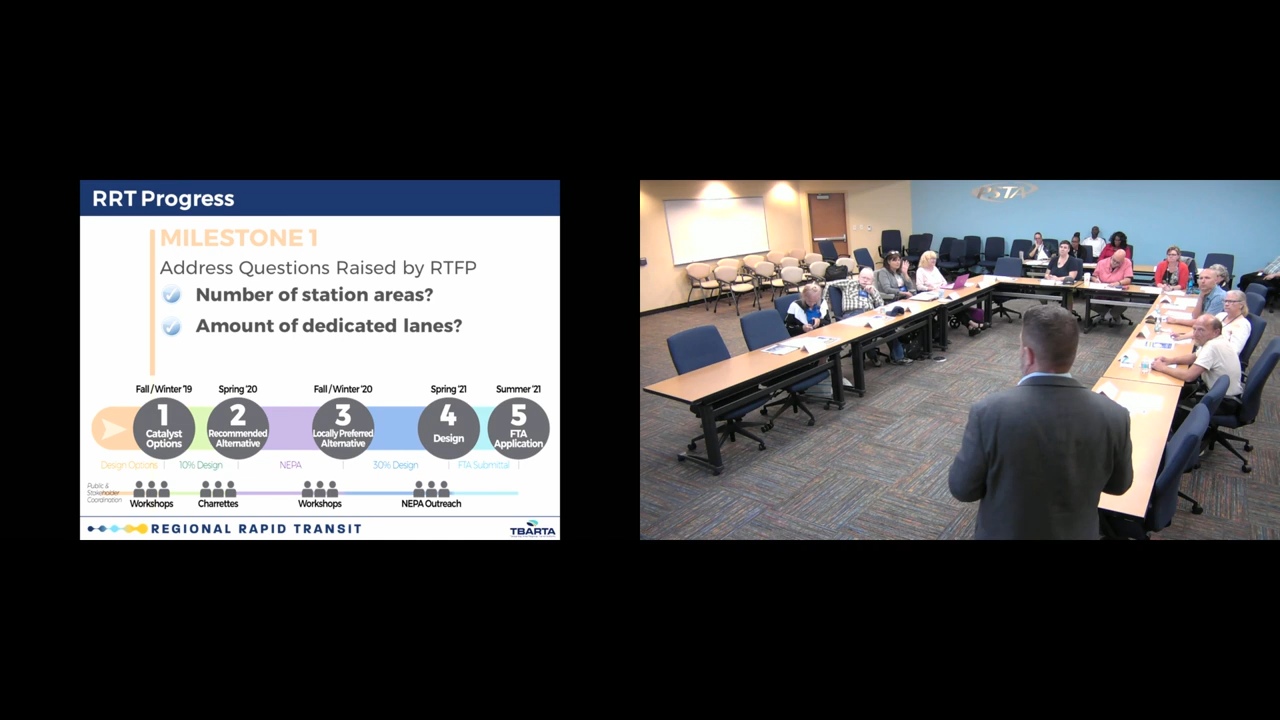 RRT Progress
MILESTONE 1
Address Questions Raised by RTFP
Number of station areas?
Amount of dedicated lanes?
Fall / Winter '19
Spring '20
Fall / Winter '20
Spring '21
Summer '21
1
Catalyst
Options
2
Recommended
Alternative
3
Locally Preferred
Alternative
4
Design
5
FTA
Application
Design Options
10% Design
NEPA
30% Design
FTA Submittal
Public &
Stakeholder
Coordination
Workshops
Charrettes
Workshops
NEPA Outreach
REGIONAL RAPID TRANSIT
TBARTA
PSTA